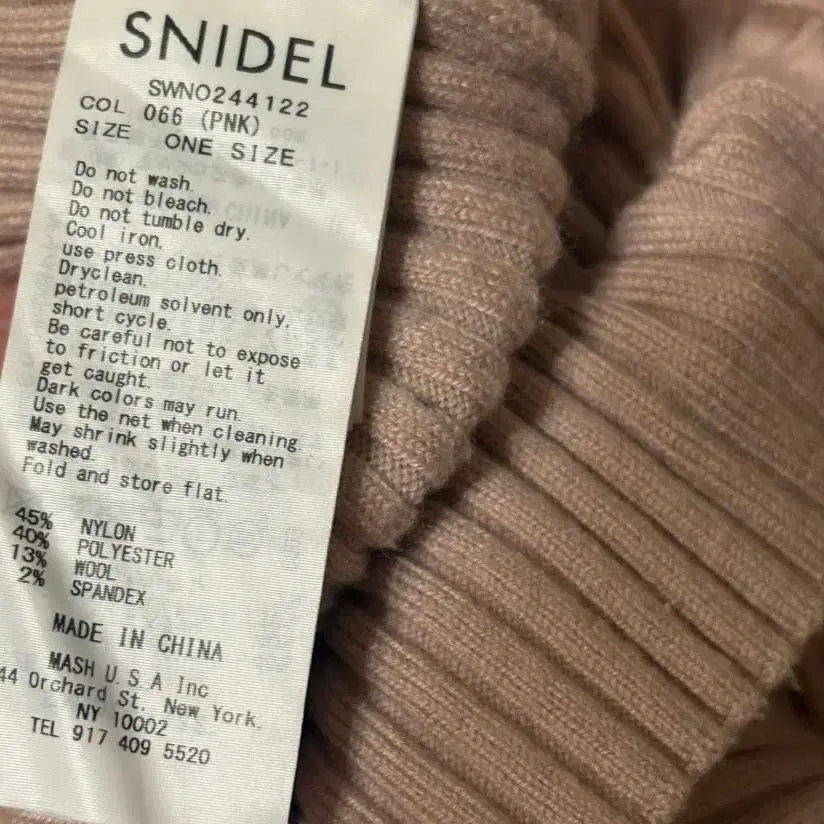 SNIDEL
SWNO244122
COL 066 (PNK)
SIZE ONE SIZE
Do not wash.
Do not bleach.
Do not tumble dry.
Cool iron,
use press cloth.
Dryclean.
petroleum solvent only,
short cycle.
Be careful not to expose
to friction or let it
get caught.
Dark colors may run.
Use the net when cleaning.
May shrink slightly when
washed.
Fold and store flat.
45% NYLON
40% POLYESTER
13% WOOL
2% SPANDEX
MADE IN CHINA
MASH U.S.A Inc
44 Orchard St. New York.
NY 10002
TEL 917 409 5520